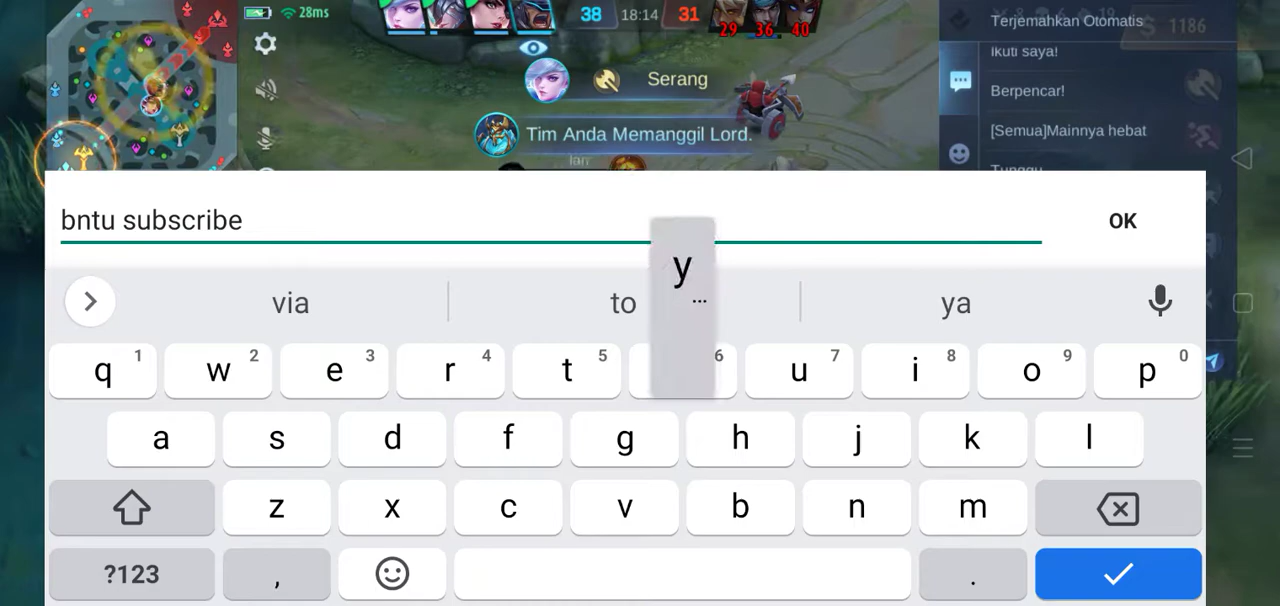 28ms
38 18:14 31
29 36 40
Terjemahkan Otomatis
1186
Ikuti saya!
Serang
Berpencar!
Tim Anda Memanggil Lord.
[Semua]Mainnya hebat
Tunggu
bntu subscribe
OK
y
...
via to ya
q 1 w 2 e 3 r 4 t 5 6 u 7 i 8 o 9 p 0
a s d f g h j k l
z x c v b n m
?123 , .